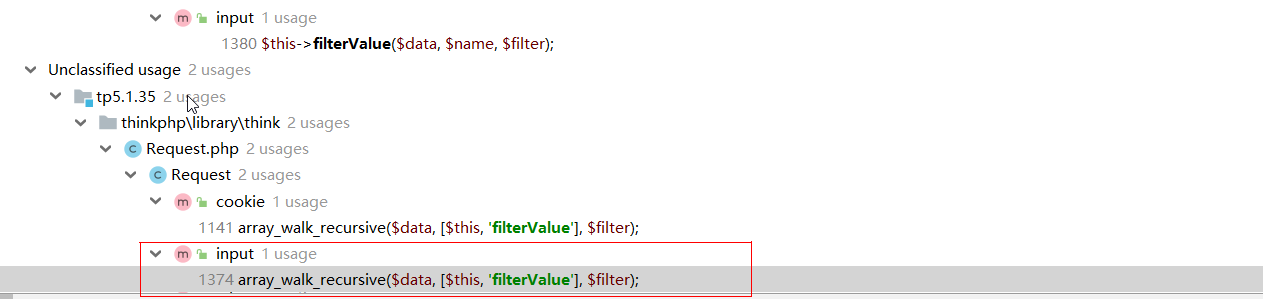 input 1 usage
1380 $this->filterValue($data, $name, $filter);
Unclassified usage 2 usages
tp5.1.35 2 usages
thinkphp\library\think 2 usages
Request.php 2 usages
Request 2 usages
cookie 1 usage
1141 array_walk_recursive($data, [$this, 'filterValue'], $filter);
input 1 usage
1374 array_walk_recursive($data, [$this, 'filterValue'], $filter);